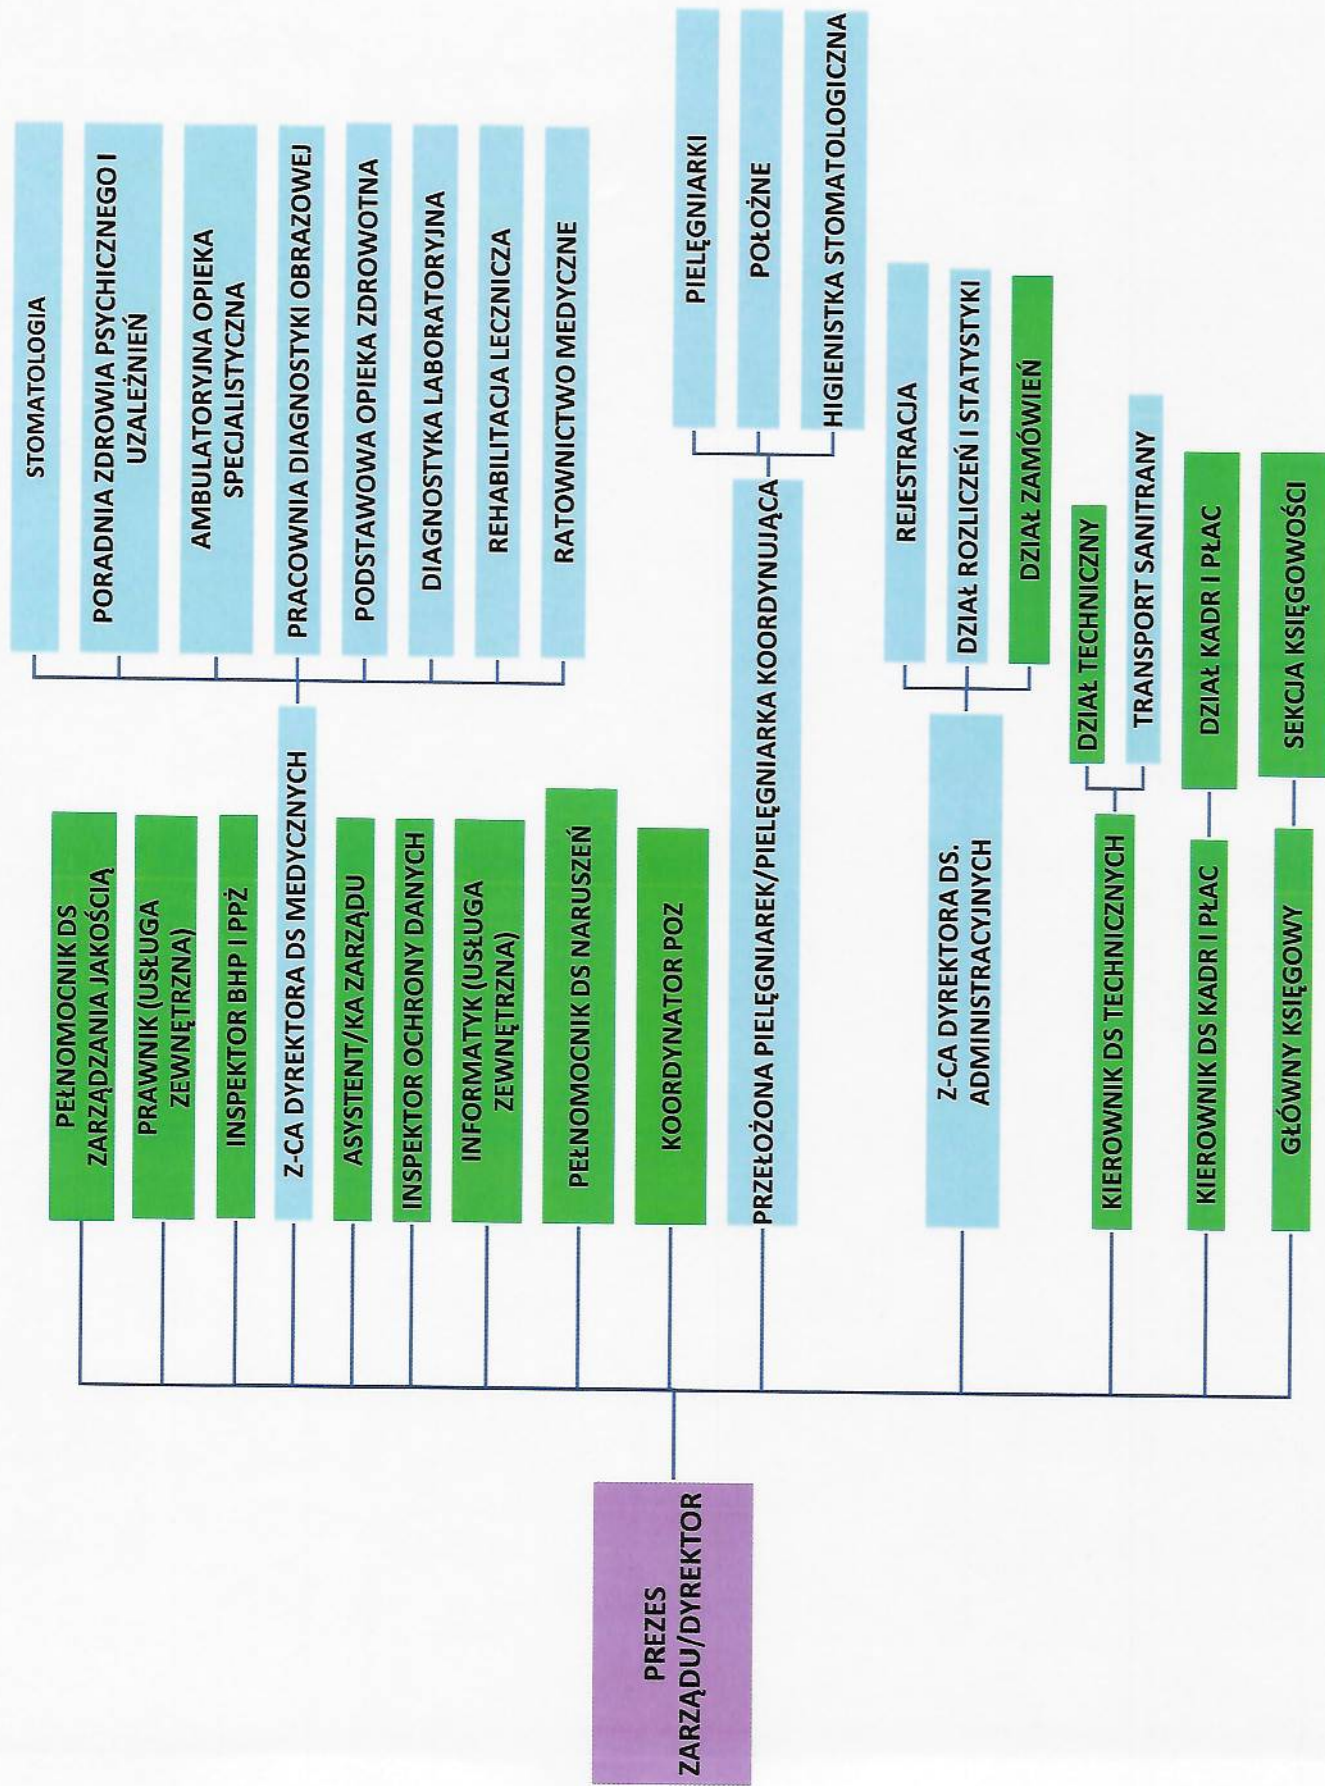 PREZES
ZARZĄDU/DYREKTOR
PEŁNOMOCNIK DS
ZARZĄDZANIA JAKOŚCIĄ
PRAWNIK (USŁUGA
ZEWNĘTRZNA)
INSPEKTOR BHP I PPŻ
Z-CA DYREKTORA DS MEDYCZNYCH
STOMATOLOGIA
PORADNIA ZDROWIA PSYCHICZNEGO I
UZALEŻNIEŃ
AMBULATORYJNA OPIEKA
SPECJALISTYCZNA
PRACOWNIA DIAGNOSTYKI OBRAZOWEJ
PODSTAWOWA OPIEKA ZDROWOTNA
DIAGNOSTYKA LABORATORYJNA
REHABILITACJA LECZNICZA
RATOWNICTWO MEDYCZNE
ASYSTENT/KA ZARZĄDU
INSPEKTOR OCHRONY DANYCH
INFORMATYK (USŁUGA
ZEWNĘTRZNA)
PEŁNOMOCNIK DS NARUSZEŃ
KOORDYNATOR POZ
PRZEŁOŻONA PIELĘGNIAREK/PIELĘGNIARKA KOORDYNUJĄCA
PIELĘGNIARKI
POŁOŻNE
HIGIENISTKA STOMATOLOGICZNA
Z-CA DYREKTORA DS.
ADMINISTRACYJNYCH
REJESTRACJA
DZIAŁ ROZLICZEŃ I STATYSTYKI
DZIAŁ ZAMÓWIEŃ
KIEROWNIK DS TECHNICZNYCH
DZIAŁ TECHNICZNY
TRANSPORT SANITRANY
KIEROWNIK DS KADR I PŁAC
DZIAŁ KADR I PŁAC
GŁÓWNY KSIĘGOWY
SEKCJA KSIĘGOWOŚCI